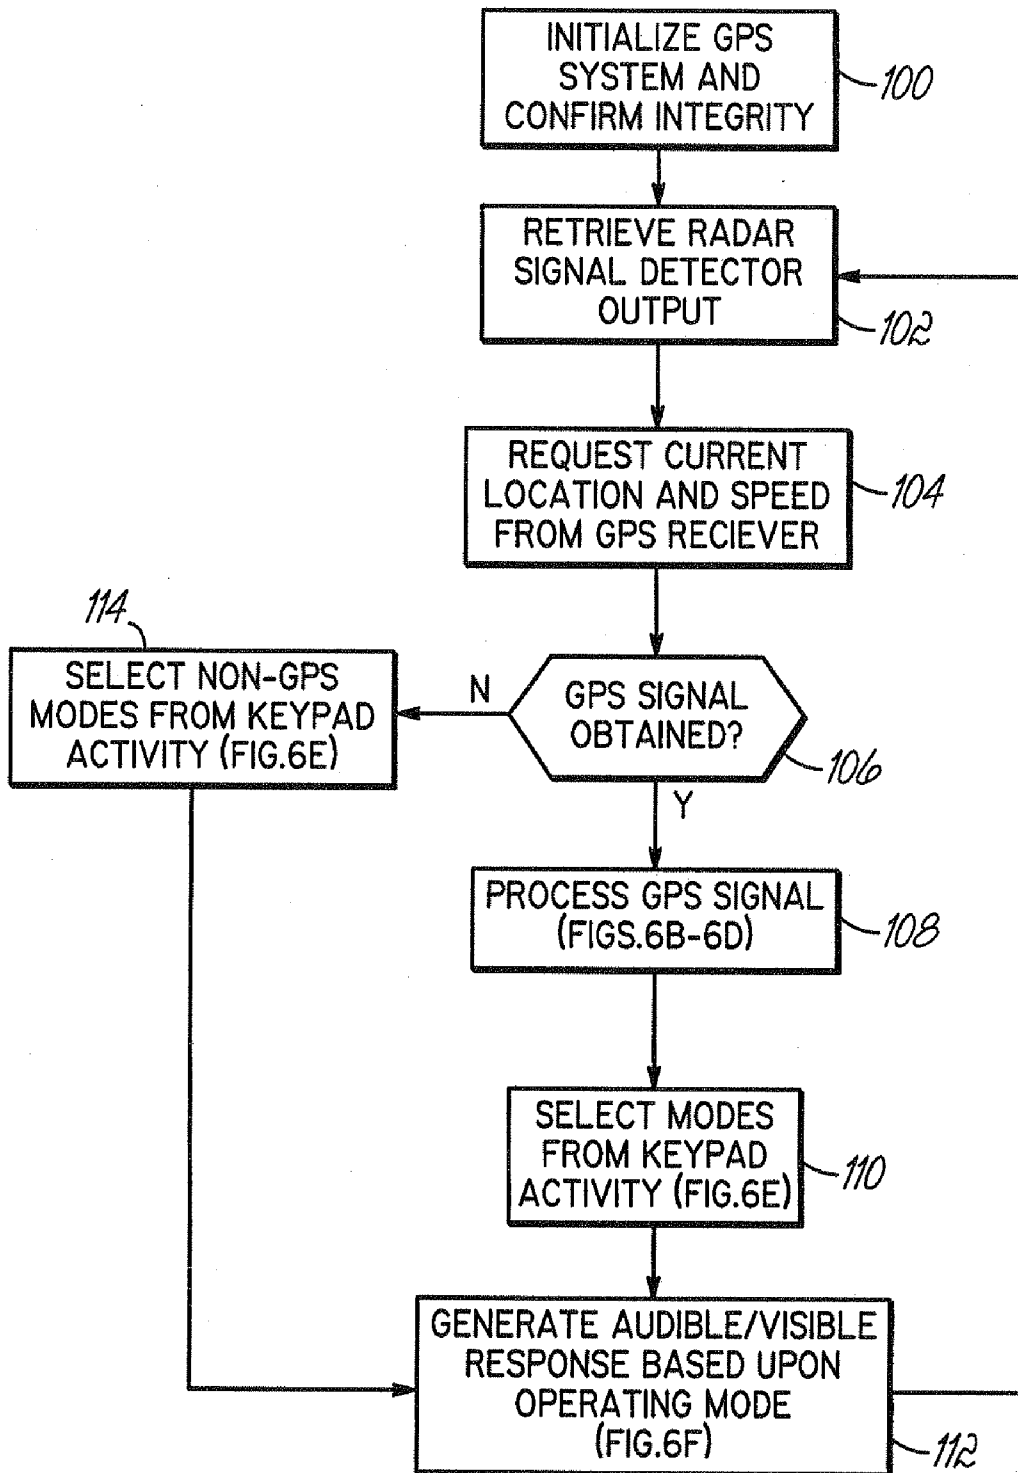 INITIALIZE GPS
SYSTEM AND
CONFIRM INTEGRITY
100
RETRIEVE RADAR
SIGNAL DETECTOR
OUTPUT
102
REQUEST CURRENT
LOCATION AND SPEED
FROM GPS RECIEVER
104
114
SELECT NON-GPS
MODES FROM KEYPAD
ACTIVITY (FIG.6E)
N
GPS SIGNAL
OBTAINED?
106
Y
PROCESS GPS SIGNAL
(FIGS.6B-6D)
108
SELECT MODES
FROM KEYPAD
ACTIVITY (FIG.6E)
110
GENERATE AUDIBLE/VISIBLE
RESPONSE BASED UPON
OPERATING MODE
(FIG.6F)
112